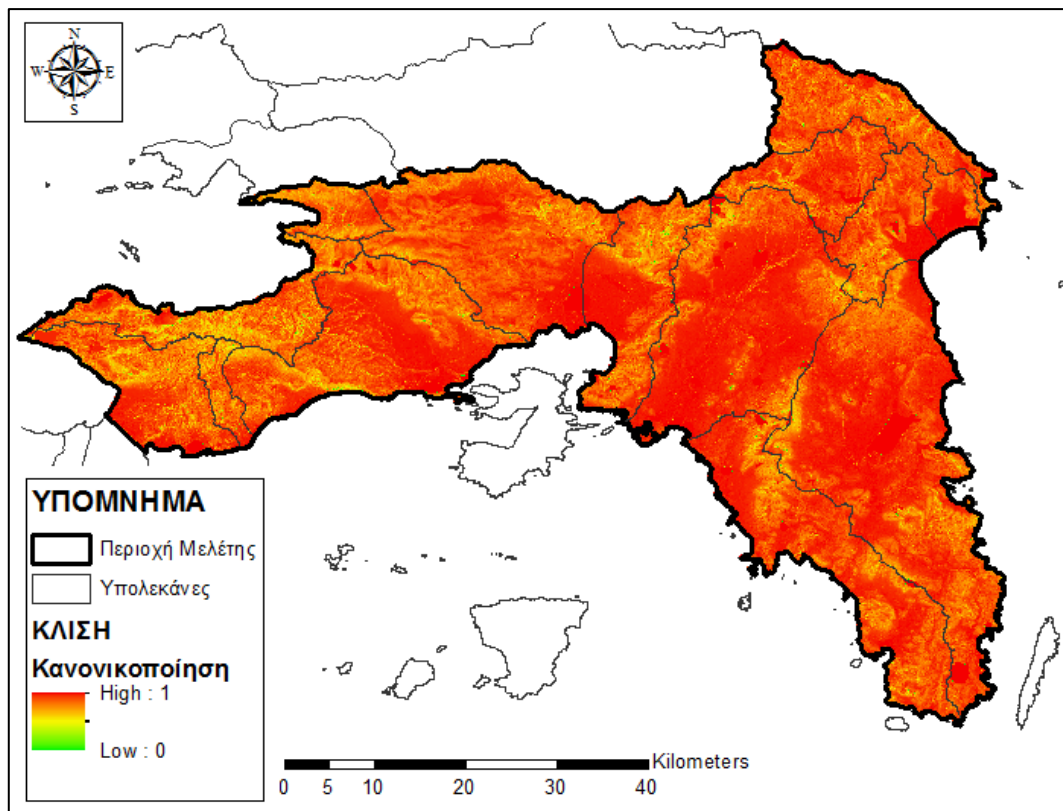 N
W E
S
ΥΠΟΜΝΗΜΑ
Περιοχή Μελέτης
Υπολεκάνες
ΚΛΙΣΗ
Κανονικοποίηση
High : 1
Low : 0
Kilometers
0 5 10 20 30 40